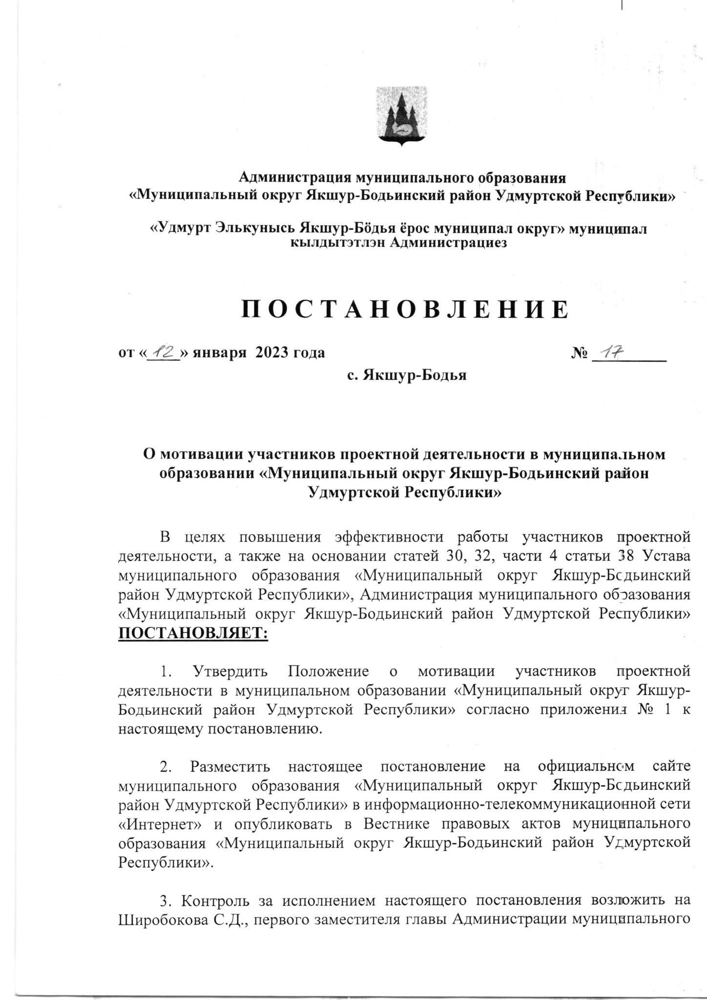 Администрация муниципального образования
«Муниципальный округ Якшур-Бодьинский район Удмуртской Республики»
«Удмурт Элькунысь Якшур-Бӧдья ёрос муниципал округ» муниципал
кылдытэтлэн Администрациез
ПОСТАНОВЛЕНИЕ
от «12» января 2023 года № 17
с. Якшур-Бодья
О мотивации участников проектной деятельности в муниципальном
образовании «Муниципальный округ Якшур-Бодьинский район
Удмуртской Республики»
В целях повышения эффективности работы участников проектной
деятельности, а также на основании статей 30, 32, части 4 статьи 38 Устава
муниципального образования «Муниципальный округ Якшур-Бодьинский
район Удмуртской Республики», Администрация муниципального образования
«Муниципальный округ Якшур-Бодьинский район Удмуртской Республики»
ПОСТАНОВЛЯЕТ:
1. Утвердить Положение о мотивации участников проектной
деятельности в муниципальном образовании «Муниципальный округ Якшур-
Бодьинский район Удмуртской Республики» согласно приложения № 1 к
настоящему постановлению.
2. Разместить настоящее постановление на официальном сайте
муниципального образования «Муниципальный округ Якшур-Бодьинский
район Удмуртской Республики» в информационно-телекоммуникационной сети
«Интернет» и опубликовать в Вестнике правовых актов муниципального
образования «Муниципальный округ Якшур-Бодьинский район Удмуртской
Республики».
3. Контроль за исполнением настоящего постановления возложить на
Широбокова С.Д., первого заместителя главы Администрации муниципального